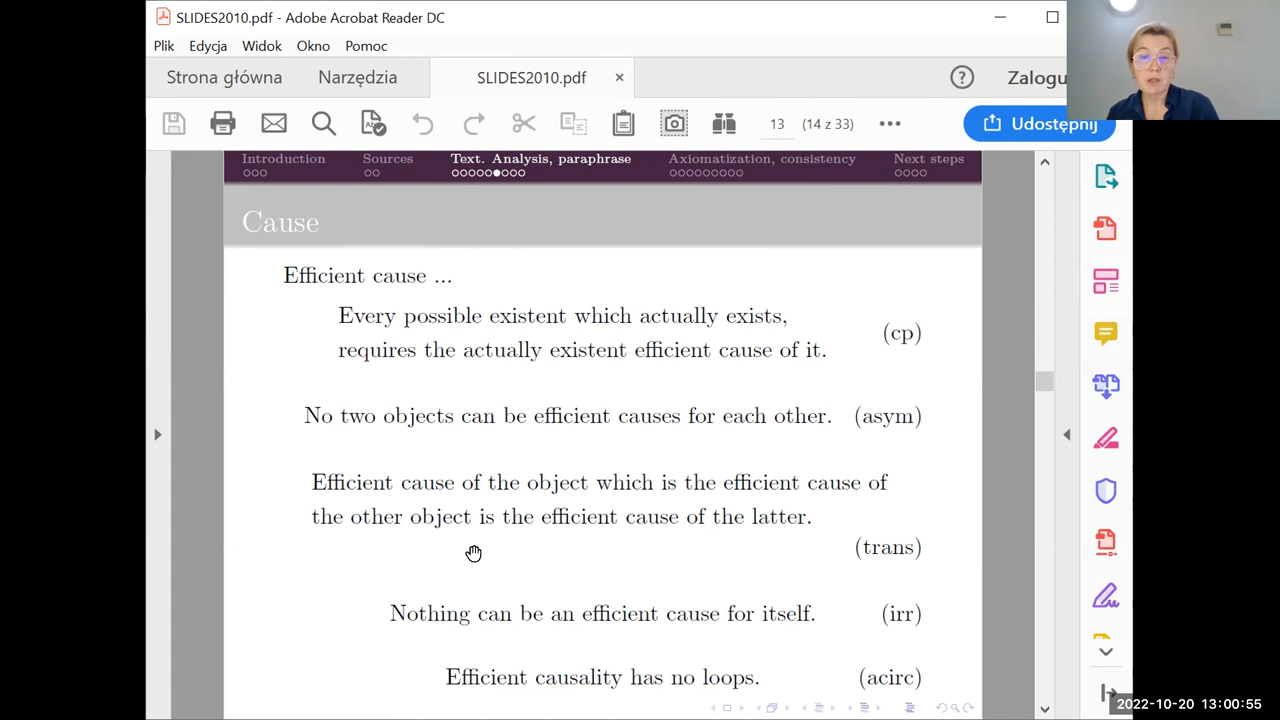 SLIDES2010.pdf - Adobe Acrobat Reader DC
Plik Edycja Widok Okno Pomoc
Strona główna Narzędzia SLIDES2010.pdf × ? Zalogu
13 (14 z 33) Udostępnij
Introduction Sources Text. Analysis, paraphrase Axiomatization, consistency Next steps
Cause
Efficient cause ...
Every possible existent which actually exists,
requires the actually existent efficient cause of it. (cp)
No two objects can be efficient causes for each other. (asym)
Efficient cause of the object which is the efficient cause of
the other object is the efficient cause of the latter.
(trans)
Nothing can be an efficient cause for itself. (irr)
Efficient causality has no loops. (acirc)
2022-10-20 13:00:55